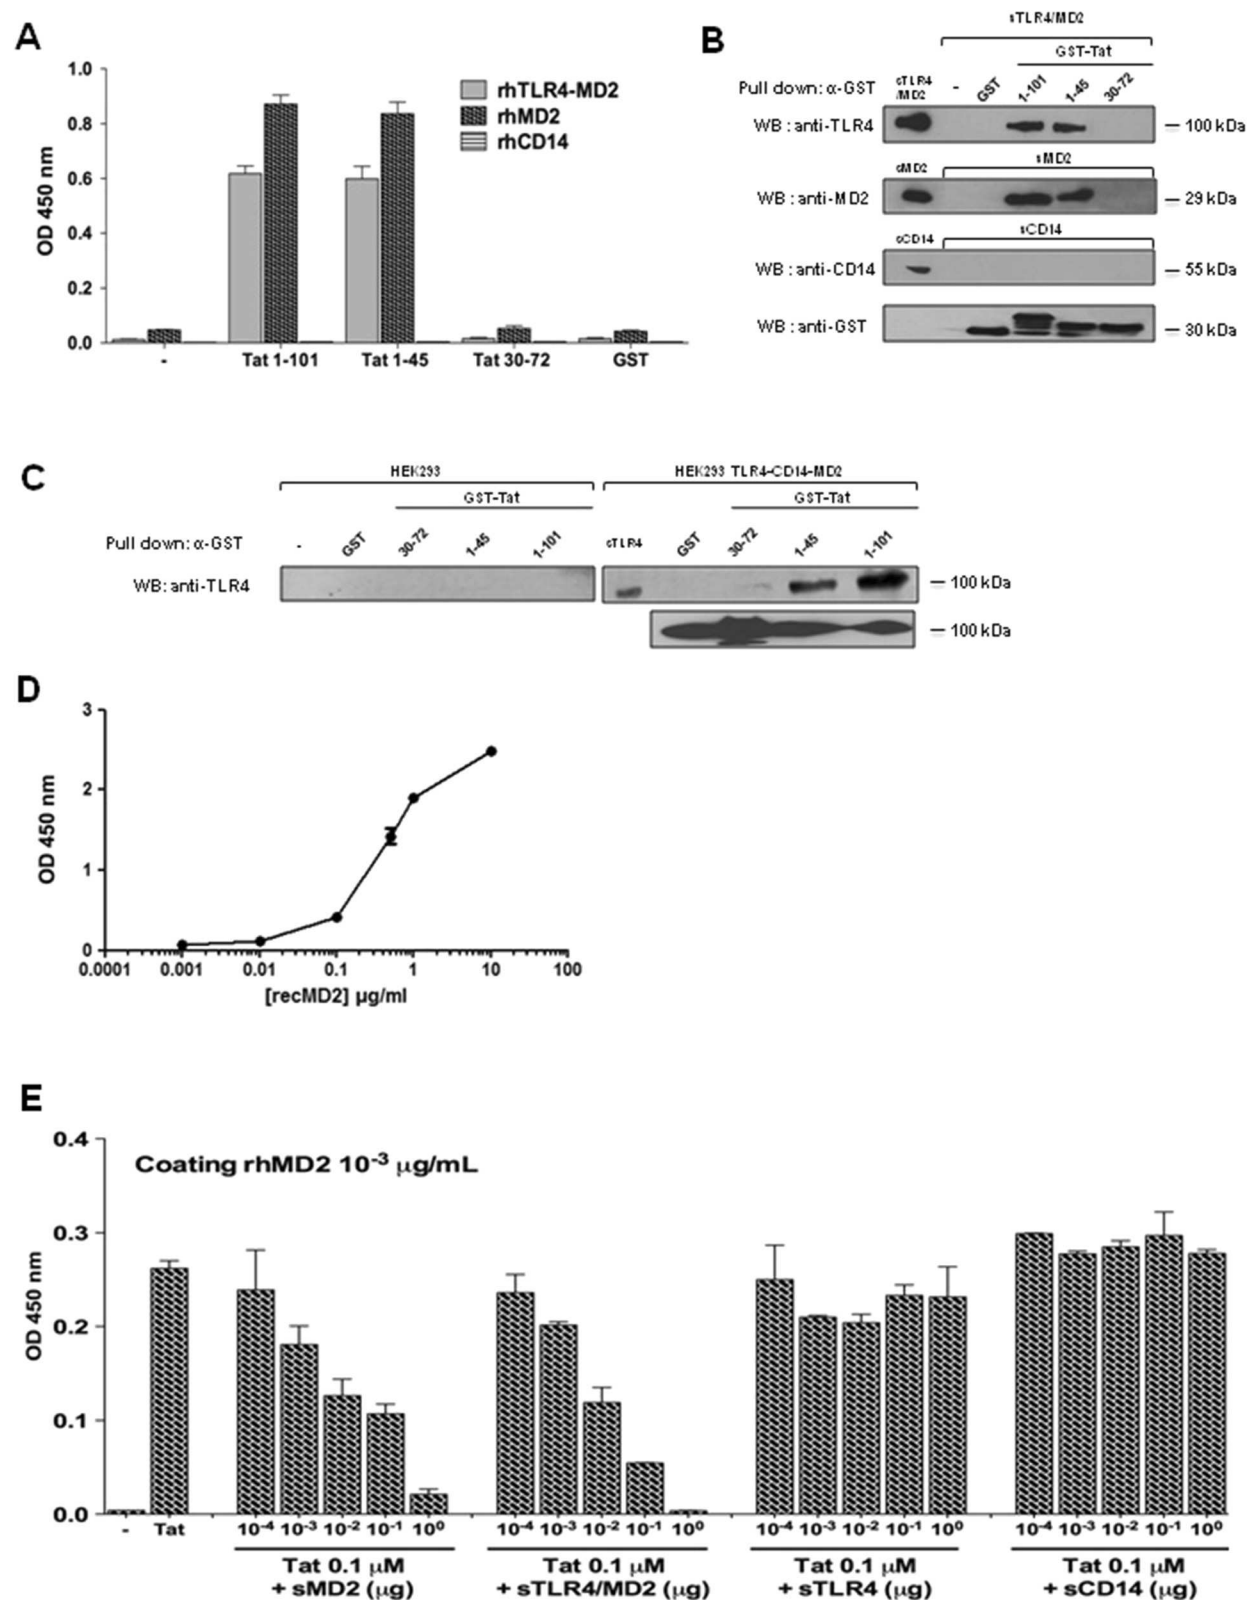 A
1.0
0.8
0.6
0.4
0.2
0.0
OD 450 nm
rhTLR4-MD2
rhMD2
rhCD14
- Tat 1-101 Tat 1-45 Tat 30-72 GST
B
sTLR4/MD2
GST-Tat
Pull down: α-GST
sTLR4 /MD2 - GST 1-101 1-45 30-72
WB : anti-TLR4
100 kDa
sMD2 sMD2
WB : anti-MD2
29 kDa
sCD14 sCD14
WB : anti-CD14
55 kDa
WB : anti-GST
30 kDa
C
HEK293
HEK293 TLR4-CD14-MD2
GST-Tat
GST-Tat
Pull down: α-GST
- GST 30-72 1-45 1-101
sTLR4 GST 30-72 1-45 1-101
WB: anti-TLR4
100 kDa
100 kDa
D
3
2
1
0
OD 450 nm
0.0001 0.001 0.01 0.1 1 10 100
[recMD2] µg/ml
E
0.4
0.3
0.2
0.1
0.0
OD 450 nm
Coating rhMD2 10⁻³ µg/mL
- Tat
10⁻⁴ 10⁻³ 10⁻² 10⁻¹ 10⁰
Tat 0.1 µM
+ sMD2 (µg)
10⁻⁴ 10⁻³ 10⁻² 10⁻¹ 10⁰
Tat 0.1 µM
+ sTLR4/MD2 (µg)
10⁻⁴ 10⁻³ 10⁻² 10⁻¹ 10⁰
Tat 0.1 µM
+ sTLR4 (µg)
10⁻⁴ 10⁻³ 10⁻² 10⁻¹ 10⁰
Tat 0.1 µM
+ sCD14 (µg)